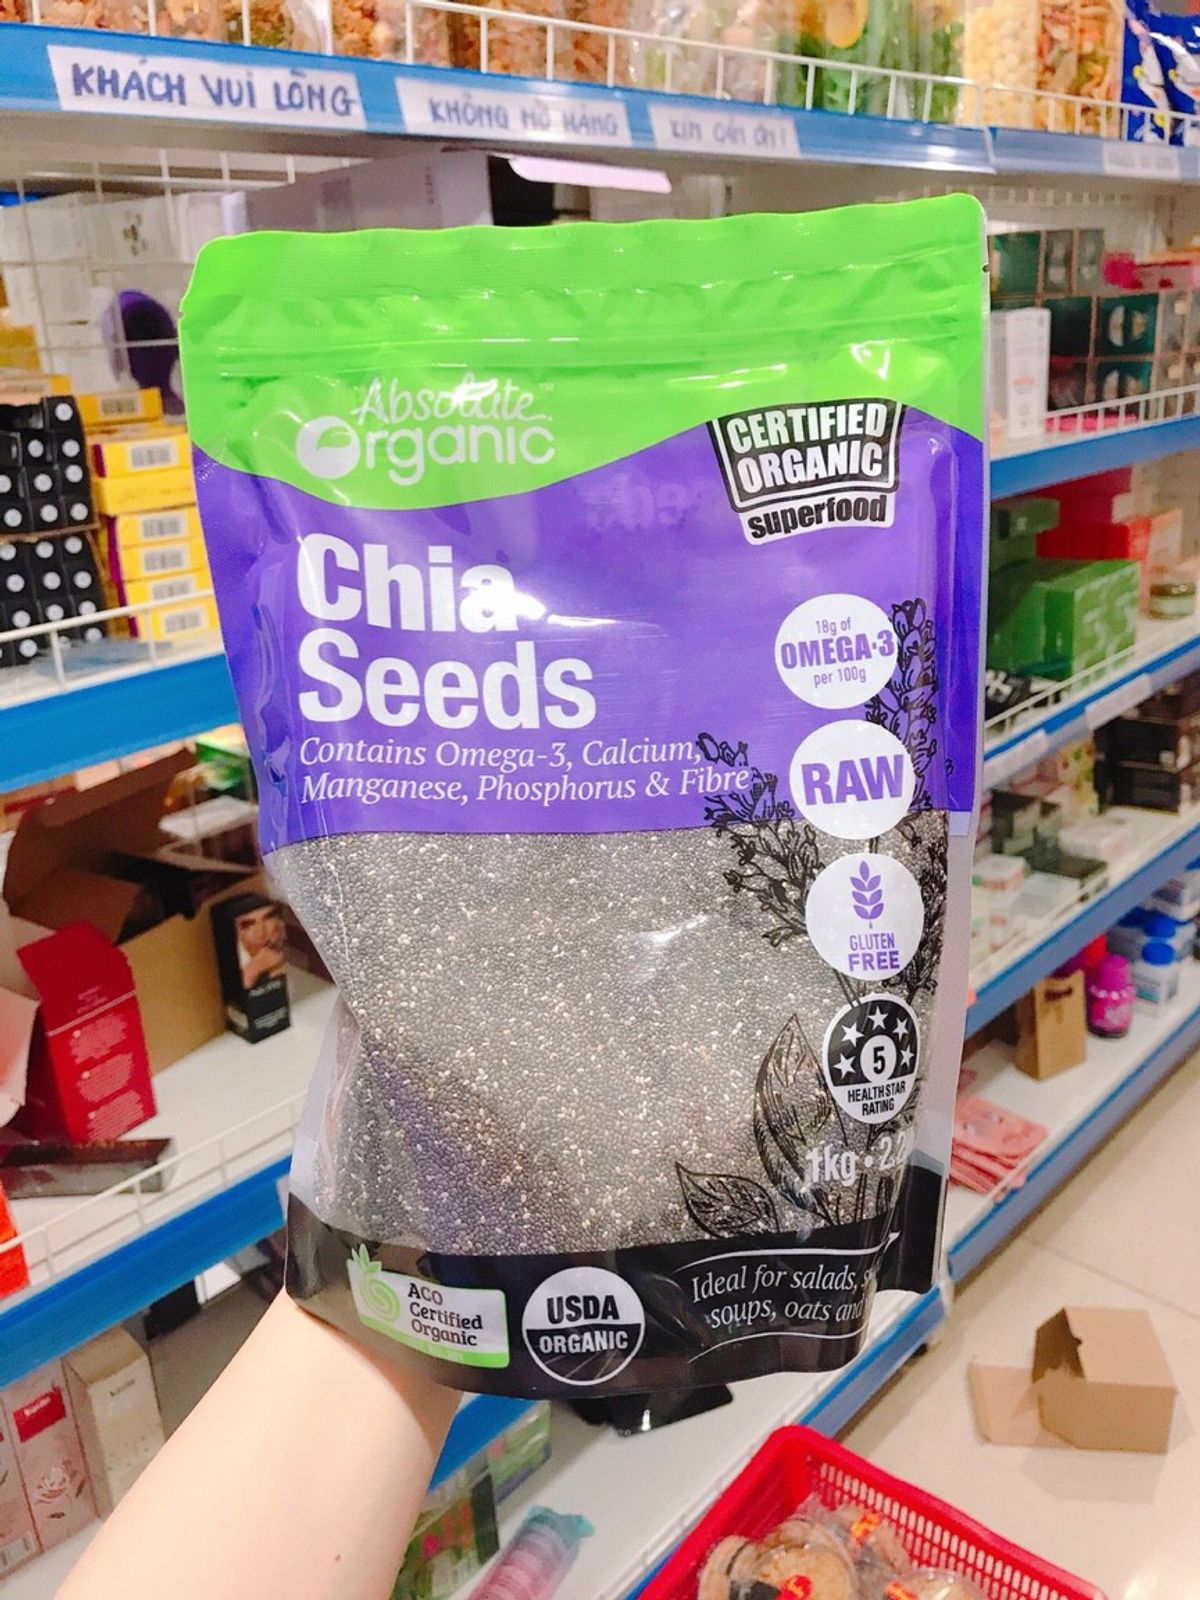 KHÁCH VUI LÒNG
KHÔNG MỞ HÀNG
XIN CẢM ƠN!
Absolute
Organic
CERTIFIED
ORGANIC
superfood
Chia
Seeds
Contains Omega-3, Calcium,
Manganese, Phosphorus & Fibre
18g of
OMEGA-3
per 100g
RAW
GLUTEN
FREE
5
HEALTH STAR
RATING
1kg • 2.2
Ideal for salads,
soups, oats and
ACO
Certified
Organic
USDA
ORGANIC